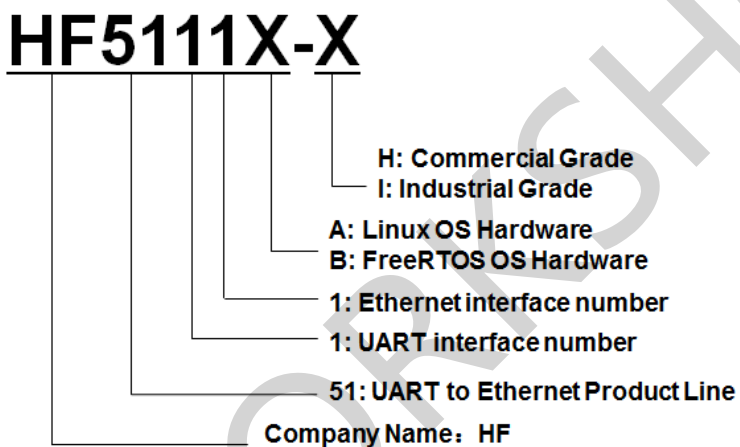 HF5111X-X
H: Commercial Grade
I: Industrial Grade
A: Linux OS Hardware
B: FreeRTOS OS Hardware
1: Ethernet interface number
1: UART interface number
51: UART to Ethernet Product Line
Company Name：HF
ORKSH